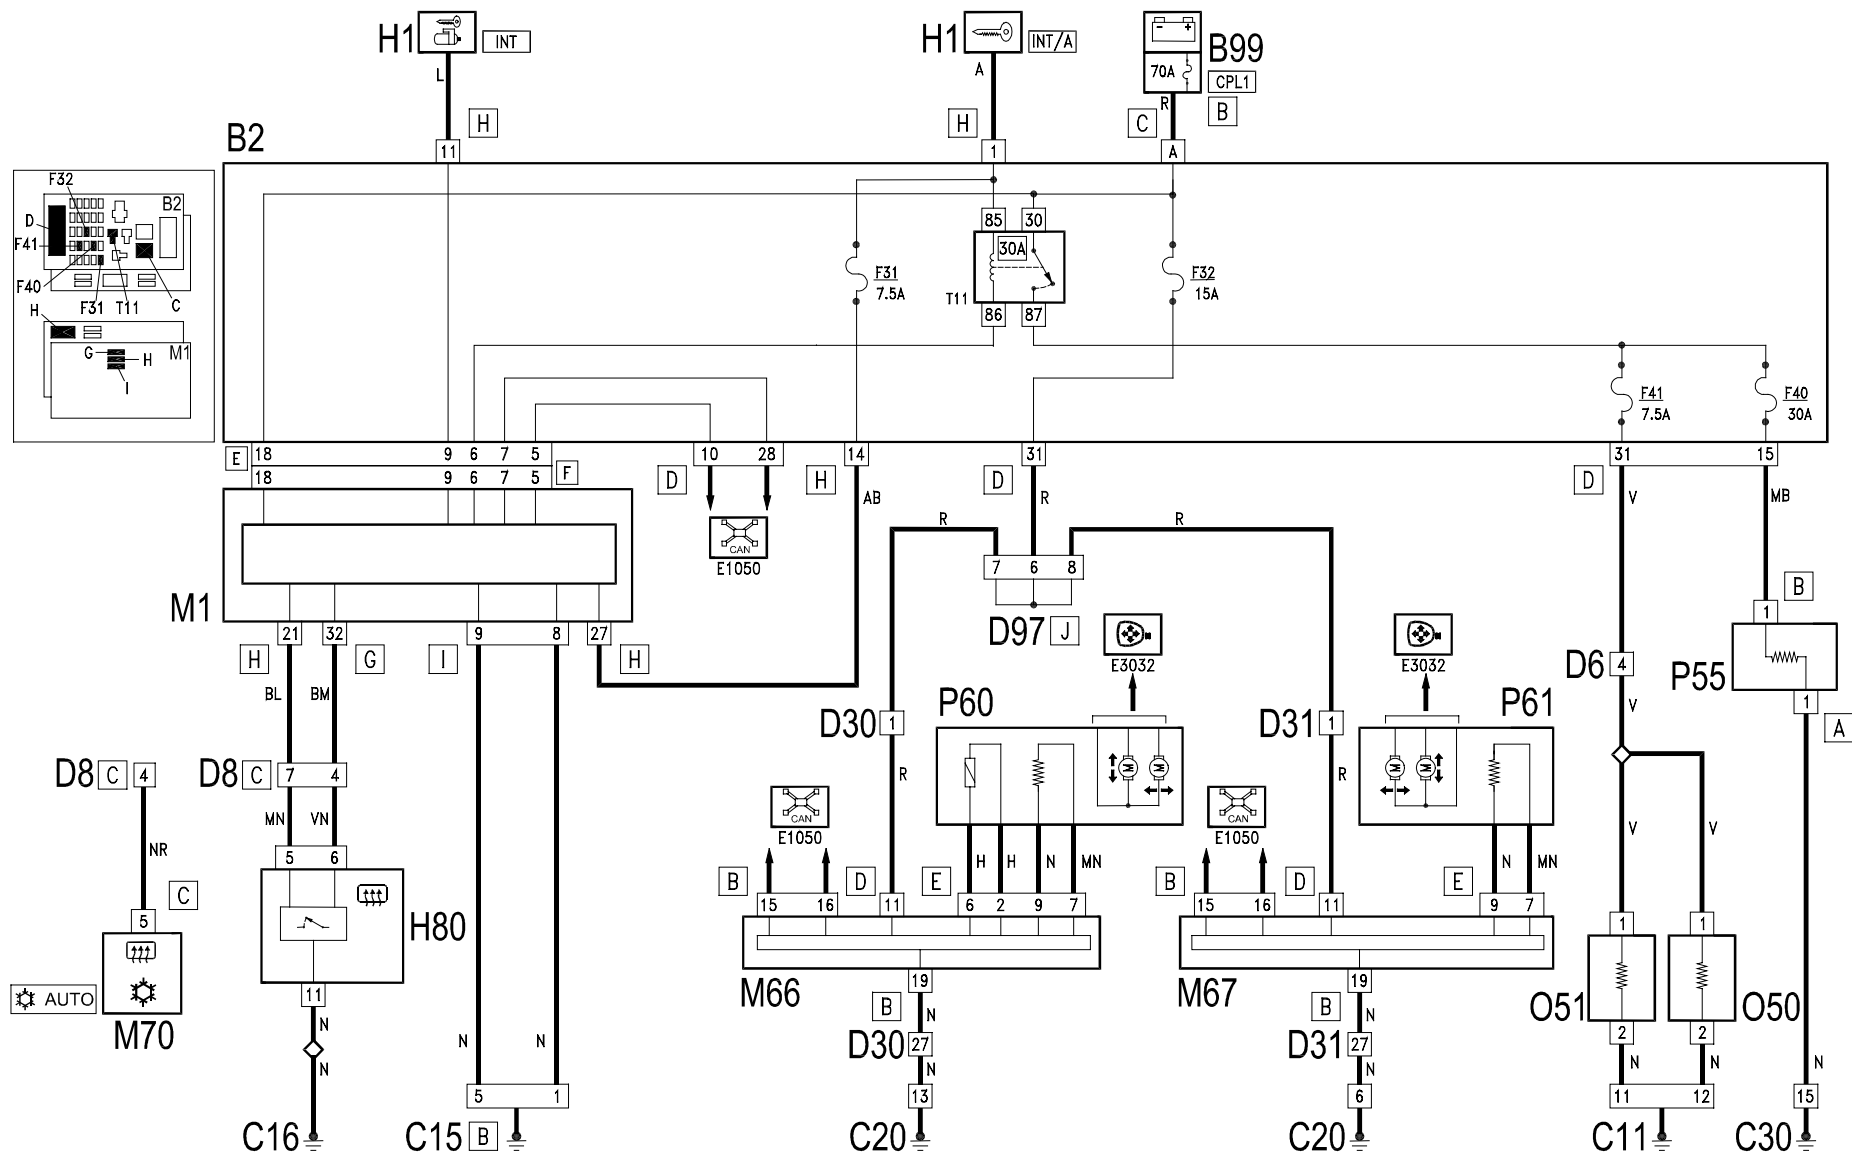 H1 INT H1 INT/A B99
70A CPL1
L A R
H H C B
B2 11 1 A
F32
D B2
F41
F40
F31 T11 C
H
G M1
H
I
85 30
30A
F31
7.5A
T11
F32
15A
86 87
F41
7.5A
F40
30A
E 18 9 6 7 5 10 28 14 31 31 15
18 9 6 7 5 F D H D D
AB R V MB
CAN
E1050
R R
7 6 8
M1
B
1
21 32 9 8 27
H G I H
D97 J
E3032 E3032
D6 4
P55
BL BM
P60 P61
1
V
D30 1 D31 1
A
D8 C 4 D8 C 7 4
R M M R M M
MN VN
CAN
E1050
CAN
E1050
NR
V V
5 6
H H N MN N MN
C
B D E B D E
5
15 16 11 6 2 9 7 15 16 11 9 7
1 1
H80
AUTO
M70
11
M66 19 M67 19
O51 O50
B N B N
N N N
2 2
D30 27 D31 27
N N N N N N
5 1 13 6 11 12 15
C16 C15 B C20 C20 C11 C30